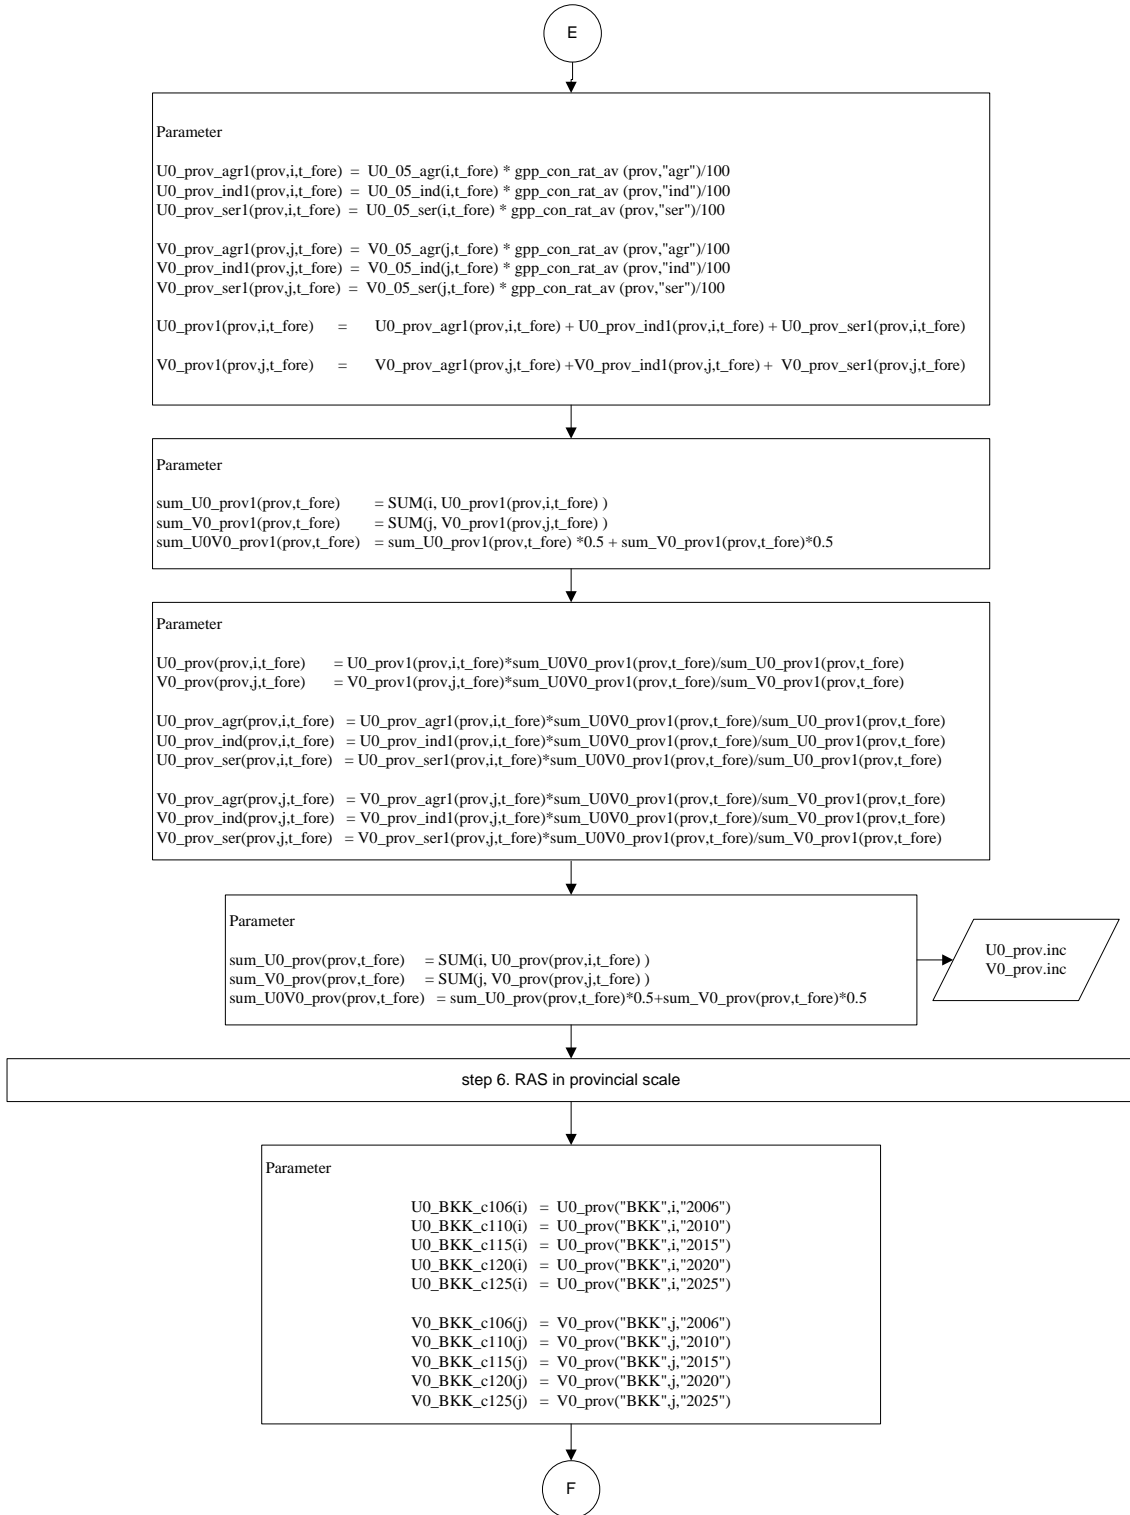 E
Parameter
U0_prov_agr1(prov,i,t_fore) = U0_05_agr(i,t_fore) * gpp_con_rat_av (prov,"agr")/100
U0_prov_ind1(prov,i,t_fore) = U0_05_ind(i,t_fore) * gpp_con_rat_av (prov,"ind")/100
U0_prov_ser1(prov,i,t_fore) = U0_05_ser(i,t_fore) * gpp_con_rat_av (prov,"ser")/100
V0_prov_agr1(prov,j,t_fore) = V0_05_agr(j,t_fore) * gpp_con_rat_av (prov,"agr")/100
V0_prov_ind1(prov,j,t_fore) = V0_05_ind(j,t_fore) * gpp_con_rat_av (prov,"ind")/100
V0_prov_ser1(prov,j,t_fore) = V0_05_ser(j,t_fore) * gpp_con_rat_av (prov,"ser")/100
U0_prov1(prov,i,t_fore) = U0_prov_agr1(prov,i,t_fore) + U0_prov_ind1(prov,i,t_fore) + U0_prov_ser1(prov,i,t_fore)
V0_prov1(prov,j,t_fore) = V0_prov_agr1(prov,j,t_fore) +V0_prov_ind1(prov,j,t_fore) + V0_prov_ser1(prov,j,t_fore)
Parameter
sum_U0_prov1(prov,t_fore) = SUM(i, U0_prov1(prov,i,t_fore) )
sum_V0_prov1(prov,t_fore) = SUM(j, V0_prov1(prov,j,t_fore) )
sum_U0V0_prov1(prov,t_fore) = sum_U0_prov1(prov,t_fore) *0.5 + sum_V0_prov1(prov,t_fore)*0.5
Parameter
U0_prov(prov,i,t_fore) = U0_prov1(prov,i,t_fore)*sum_U0V0_prov1(prov,t_fore)/sum_U0_prov1(prov,t_fore)
V0_prov(prov,j,t_fore) = V0_prov1(prov,j,t_fore)*sum_U0V0_prov1(prov,t_fore)/sum_V0_prov1(prov,t_fore)
U0_prov_agr(prov,i,t_fore) = U0_prov_agr1(prov,i,t_fore)*sum_U0V0_prov1(prov,t_fore)/sum_U0_prov1(prov,t_fore)
U0_prov_ind(prov,i,t_fore) = U0_prov_ind1(prov,i,t_fore)*sum_U0V0_prov1(prov,t_fore)/sum_U0_prov1(prov,t_fore)
U0_prov_ser(prov,i,t_fore) = U0_prov_ser1(prov,i,t_fore)*sum_U0V0_prov1(prov,t_fore)/sum_U0_prov1(prov,t_fore)
V0_prov_agr(prov,j,t_fore) = V0_prov_agr1(prov,j,t_fore)*sum_U0V0_prov1(prov,t_fore)/sum_V0_prov1(prov,t_fore)
V0_prov_ind(prov,j,t_fore) = V0_prov_ind1(prov,j,t_fore)*sum_U0V0_prov1(prov,t_fore)/sum_V0_prov1(prov,t_fore)
V0_prov_ser(prov,j,t_fore) = V0_prov_ser1(prov,j,t_fore)*sum_U0V0_prov1(prov,t_fore)/sum_V0_prov1(prov,t_fore)
Parameter
sum_U0_prov(prov,t_fore) = SUM(i, U0_prov(prov,i,t_fore) )
sum_V0_prov(prov,t_fore) = SUM(j, V0_prov(prov,j,t_fore) )
sum_U0V0_prov(prov,t_fore) = sum_U0_prov(prov,t_fore)*0.5+sum_V0_prov(prov,t_fore)*0.5
U0_prov.inc
V0_prov.inc
step 6. RAS in provincial scale
Parameter
U0_BKK_c106(i) = U0_prov("BKK",i,"2006")
U0_BKK_c110(i) = U0_prov("BKK",i,"2010")
U0_BKK_c115(i) = U0_prov("BKK",i,"2015")
U0_BKK_c120(i) = U0_prov("BKK",i,"2020")
U0_BKK_c125(i) = U0_prov("BKK",i,"2025")
V0_BKK_c106(j) = V0_prov("BKK",j,"2006")
V0_BKK_c110(j) = V0_prov("BKK",j,"2010")
V0_BKK_c115(j) = V0_prov("BKK",j,"2015")
V0_BKK_c120(j) = V0_prov("BKK",j,"2020")
V0_BKK_c125(j) = V0_prov("BKK",j,"2025")
F